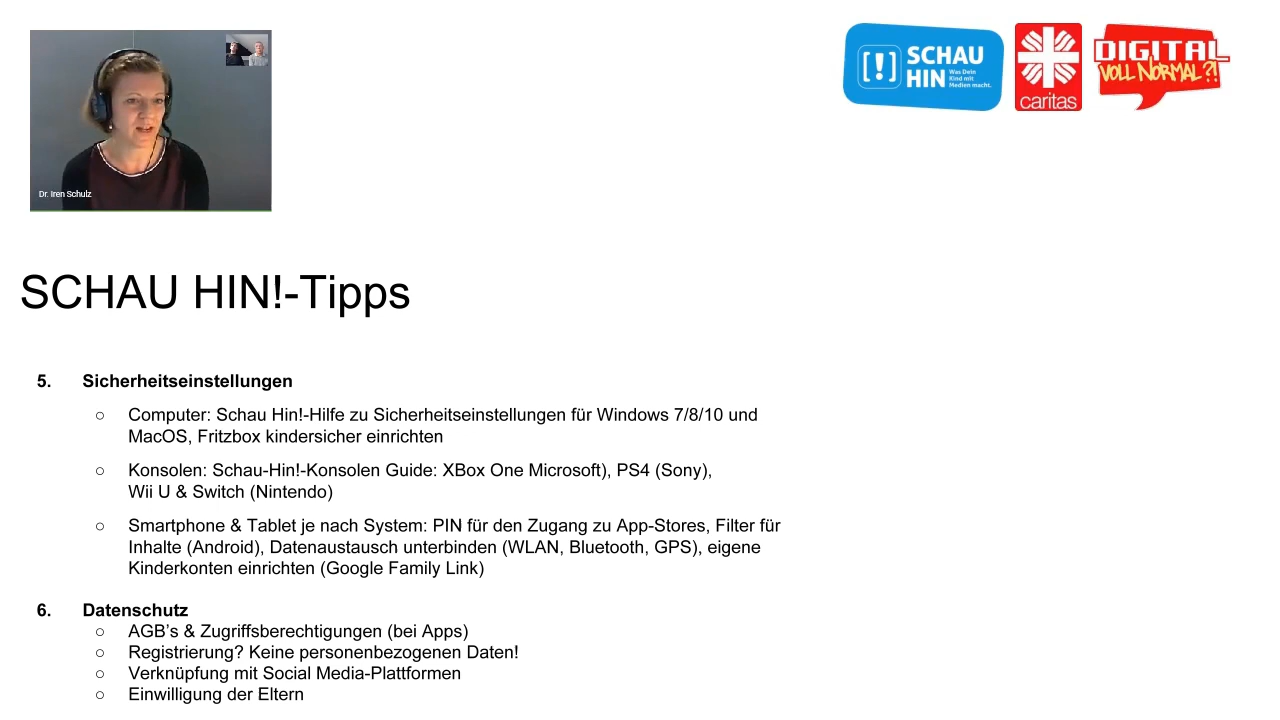 Dr. Iren Schulz
[!] SCHAU
HIN
Was Dein
Kind mit
Medien macht.
caritas
DIGITAL
VOLL NORMAL?!
SCHAU HIN!-Tipps
5. Sicherheitseinstellungen
○ Computer: Schau Hin!-Hilfe zu Sicherheitseinstellungen für Windows 7/8/10 und
MacOS, Fritzbox kindersicher einrichten
○ Konsolen: Schau-Hin!-Konsolen Guide: XBox One Microsoft), PS4 (Sony),
Wii U & Switch (Nintendo)
○ Smartphone & Tablet je nach System: PIN für den Zugang zu App-Stores, Filter für
Inhalte (Android), Datenaustausch unterbinden (WLAN, Bluetooth, GPS), eigene
Kinderkonten einrichten (Google Family Link)
6. Datenschutz
○ AGB’s & Zugriffsberechtigungen (bei Apps)
○ Registrierung? Keine personenbezogenen Daten!
○ Verknüpfung mit Social Media-Plattformen
○ Einwilligung der Eltern